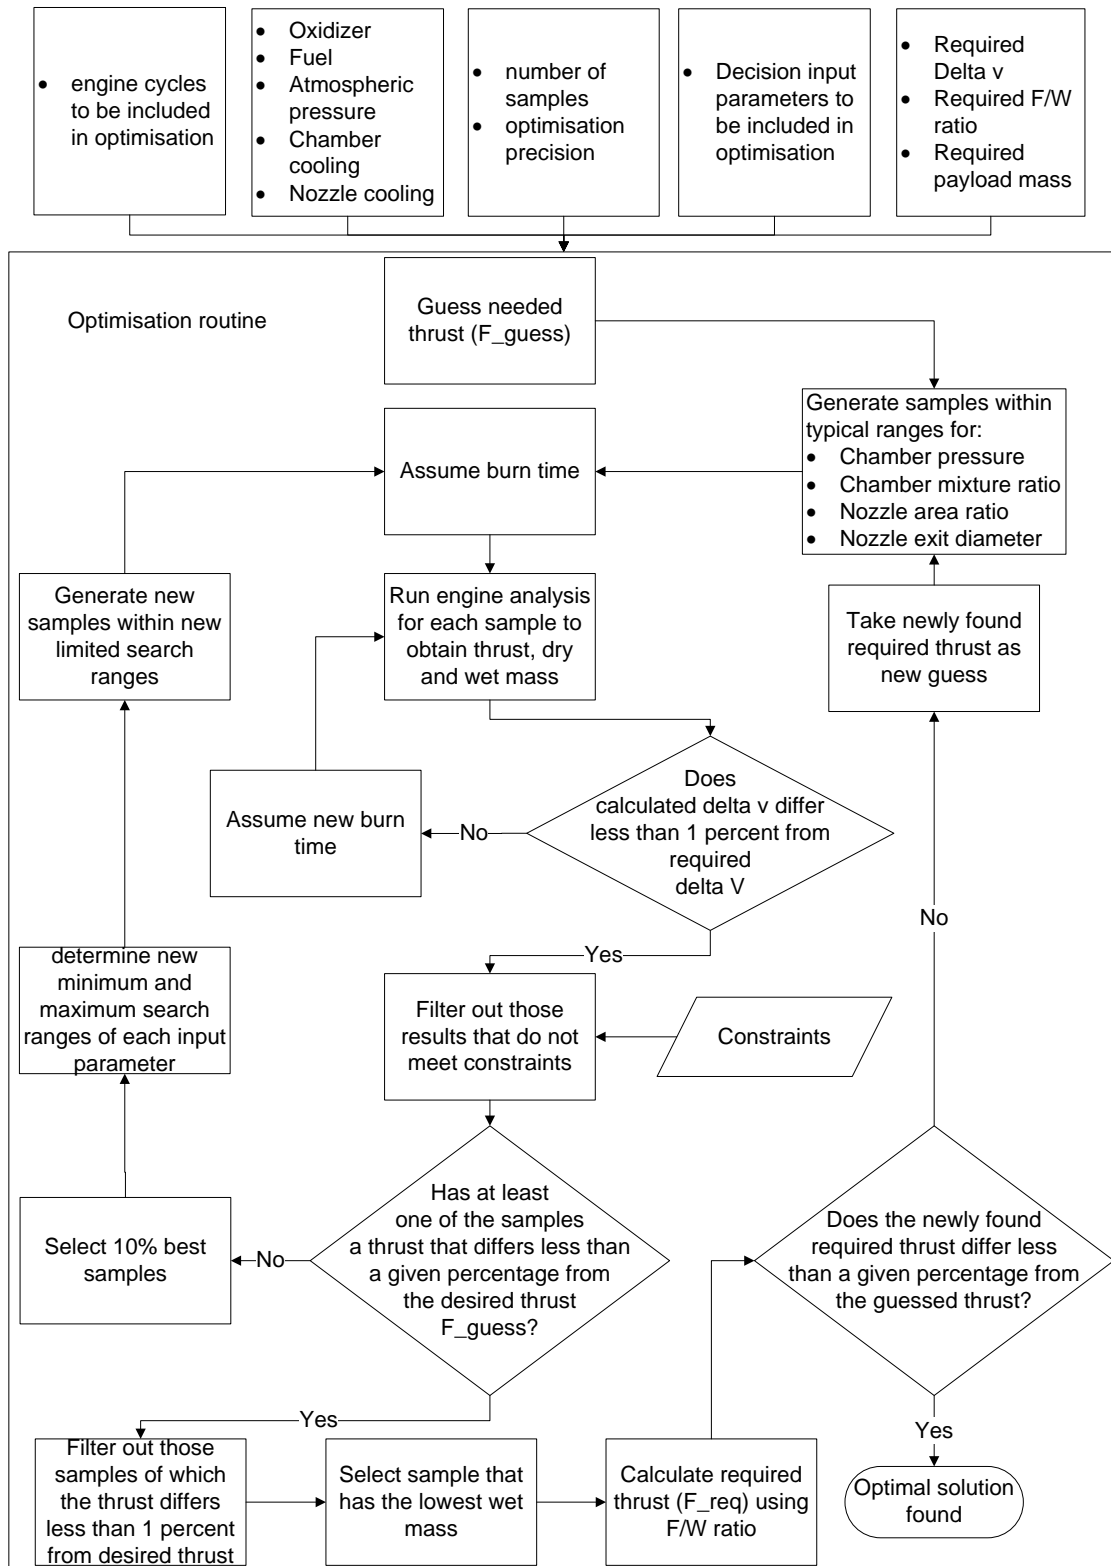 • engine cycles
to be included
in optimisation
• Oxidizer
• Fuel
• Atmospheric
pressure
• Chamber
cooling
• Nozzle cooling
• number of
samples
• optimisation
precision
• Decision input
parameters to
be included in
optimisation
• Required
Delta v
• Required F/W
ratio
• Required
payload mass
Optimisation routine
Guess needed
thrust (F_guess)
Generate samples within
typical ranges for:
• Chamber pressure
• Chamber mixture ratio
• Nozzle area ratio
• Nozzle exit diameter
Assume burn time
Generate new
samples within new
limited search
ranges
Run engine analysis
for each sample to
obtain thrust, dry
and wet mass
Take newly found
required thrust as
new guess
Does
calculated delta v differ
less than 1 percent from
required
delta V
No
Assume new burn
time
No
Yes
determine new
minimum and
maximum search
ranges of each input
parameter
Filter out those
results that do not
meet constraints
Constraints
Has at least
one of the samples
a thrust that differs less than
a given percentage from
the desired thrust
F_guess?
No
Select 10% best
samples
Does the newly found
required thrust differ less
than a given percentage from
the guessed thrust?
Yes
Yes
Filter out those
samples of which
the thrust differs
less than 1 percent
from desired thrust
Select sample that
has the lowest wet
mass
Calculate required
thrust (F_req) using
F/W ratio
Optimal solution
found